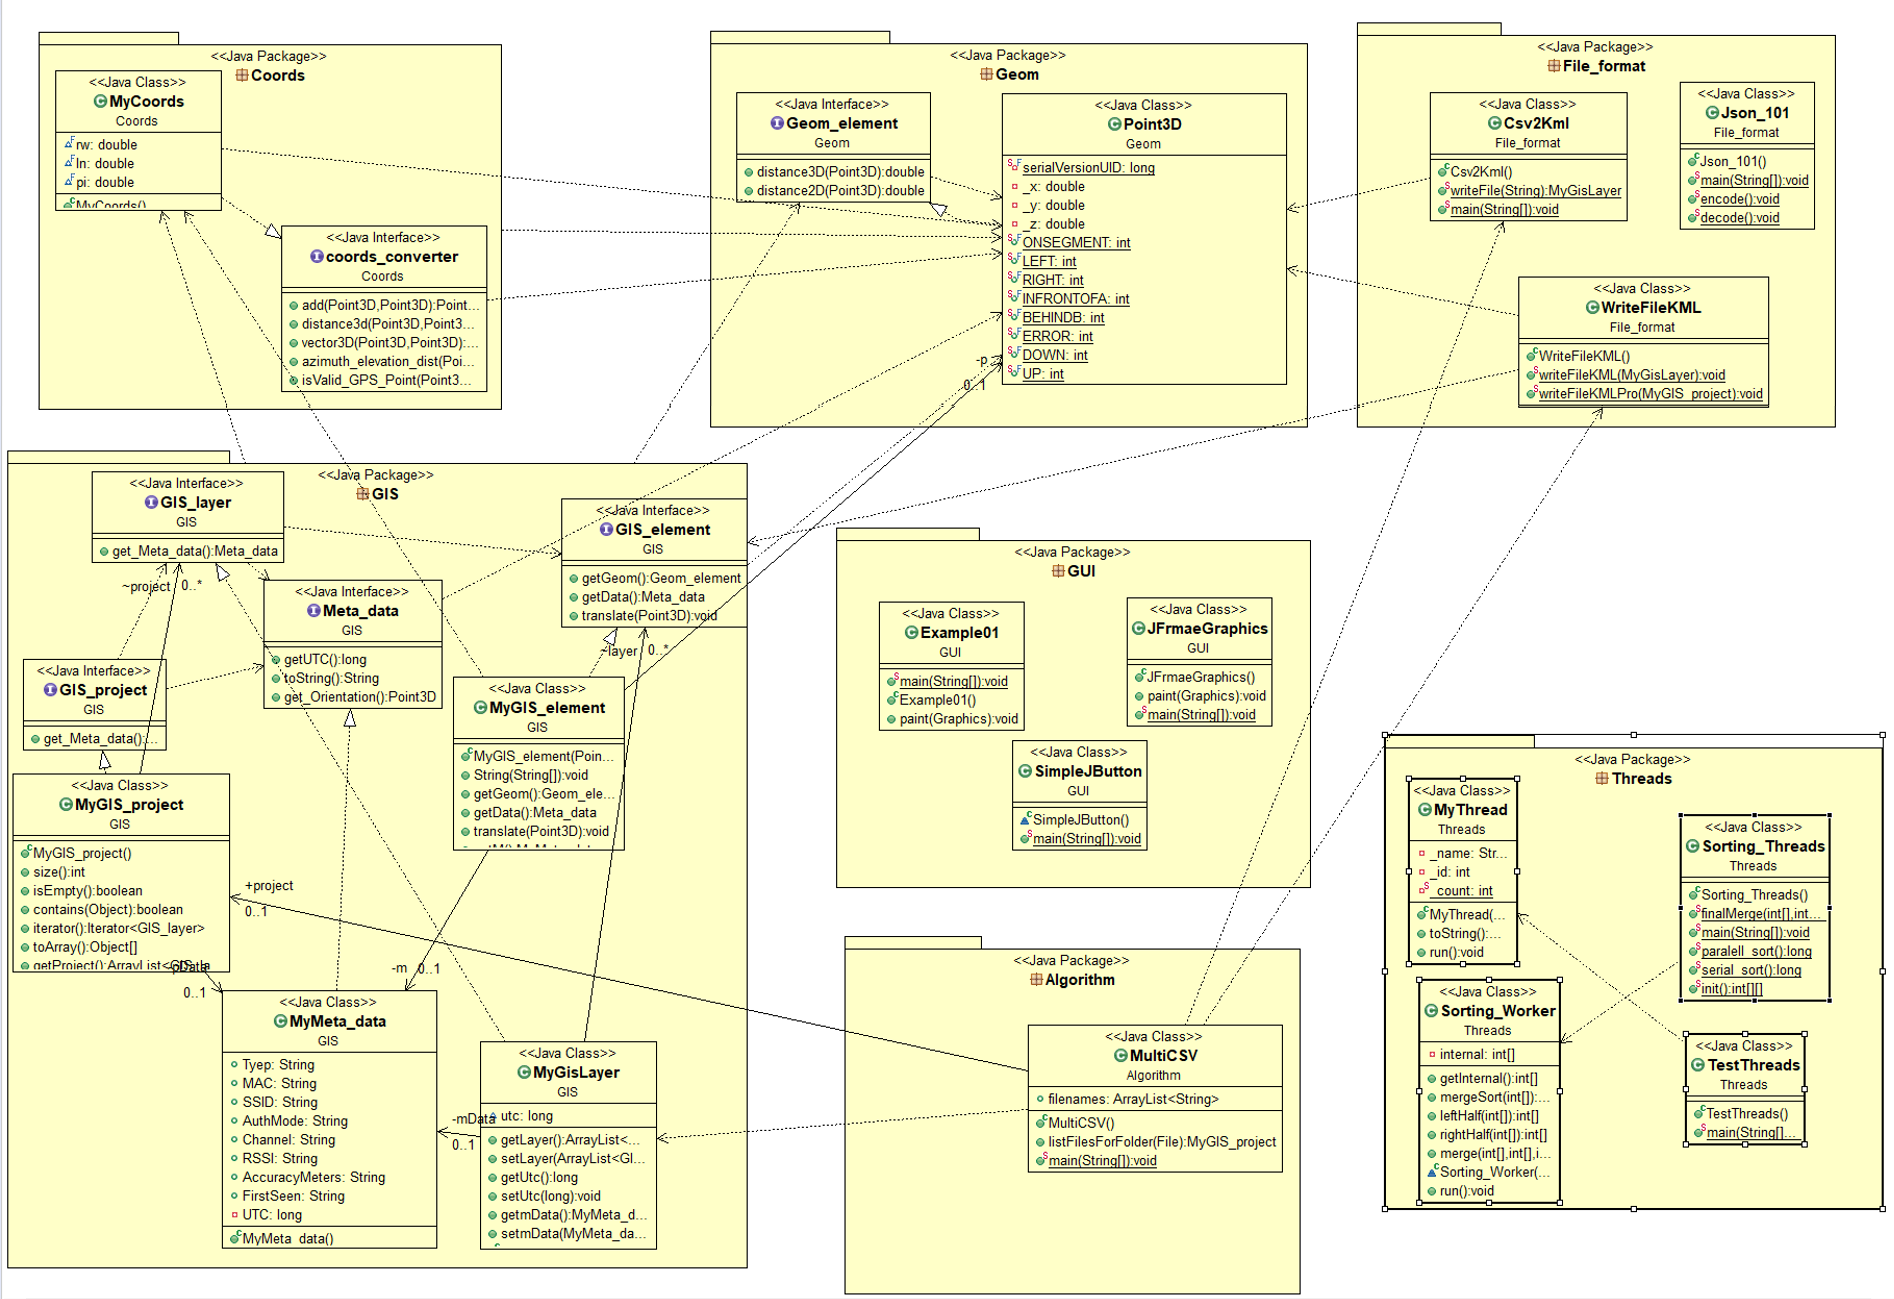 <<Java Package>>
Coords
<<Java Class>>
MyCoords
Coords
rw: double
ln: double
pi: double
MyCoords()
<<Java Interface>>
coords_converter
Coords
add(Point3D,Point3D):Point...
distance3d(Point3D,Point3...
vector3D(Point3D,Point3D):...
azimuth_elevation_dist(Poi...
isValid_GPS_Point(Point3...
<<Java Package>>
Geom
<<Java Interface>>
Geom_element
Geom
distance3D(Point3D):double
distance2D(Point3D):double
<<Java Class>>
Point3D
Geom
serialVersionUID: long
_x: double
_y: double
_z: double
ONSEGMENT: int
LEFT: int
RIGHT: int
INFRONTOFA: int
BEHINDB: int
ERROR: int
DOWN: int
UP: int
-p
0..1
<<Java Package>>
File_format
<<Java Class>>
Csv2Kml
File_format
Csv2Kml()
writeFile(String):MyGisLayer
main(String[]):void
<<Java Class>>
Json_101
File_format
Json_101()
main(String[]):void
encode():void
decode():void
<<Java Class>>
WriteFileKML
File_format
WriteFileKML()
writeFileKML(MyGisLayer):void
writeFileKMLPro(MyGIS_project):void
<<Java Package>>
GIS
<<Java Interface>>
GIS_layer
GIS
get_Meta_data():Meta_data
~project
0..*
<<Java Interface>>
Meta_data
GIS
getUTC():long
toString():String
get_Orientation():Point3D
<<Java Interface>>
GIS_element
GIS
getGeom():Geom_element
getData():Meta_data
translate(Point3D):void
~layer
0..*
<<Java Interface>>
GIS_project
GIS
get_Meta_data():...
<<Java Class>>
MyGIS_element
GIS
MyGIS_element(Poin...
String(String[]):void
getGeom():Geom_ele...
getData():Meta_data
translate(Point3D):void
<<Java Class>>
MyGIS_project
GIS
MyGIS_project()
size():int
isEmpty():boolean
contains(Object):boolean
iterator():Iterator<GIS_layer>
toArray():Object[]
getProject():ArrayList<GIS_la
-pData
0..1
+project
0..1
-m
0..1
<<Java Class>>
MyMeta_data
GIS
Tyep: String
MAC: String
SSID: String
AuthMode: String
Channel: String
RSSI: String
AccuracyMeters: String
FirstSeen: String
UTC: long
MyMeta_data()
-mData
0..1
<<Java Class>>
MyGisLayer
GIS
utc: long
getLayer():ArrayList<...
setLayer(ArrayList<GI...
getUtc():long
setUtc(long):void
getmData():MyMeta_d...
setmData(MyMeta_da...
<<Java Package>>
GUI
<<Java Class>>
Example01
GUI
main(String[]):void
Example01()
paint(Graphics):void
<<Java Class>>
JFrmaeGraphics
GUI
JFrmaeGraphics()
paint(Graphics):void
main(String[]):void
<<Java Class>>
SimpleJButton
GUI
SimpleJButton()
main(String[]):void
<<Java Package>>
Algorithm
<<Java Class>>
MultiCSV
Algorithm
filenames: ArrayList<String>
MultiCSV()
listFilesForFolder(File):MyGIS_project
main(String[]):void
<<Java Package>>
Threads
<<Java Class>>
MyThread
Threads
_name: Str...
_id: int
_count: int
MyThread(...
toString():...
run():void
<<Java Class>>
Sorting_Threads
Threads
Sorting_Threads()
finalMerge(int[],int...
main(String[]):void
paralell_sort():long
serial_sort():long
init():int[][]
<<Java Class>>
Sorting_Worker
Threads
internal: int[]
getInternal():int[]
mergeSort(int[]):...
leftHalf(int[]):int[]
rightHalf(int[]):int[]
merge(int[],int[],i...
Sorting_Worker(...
run():void
<<Java Class>>
TestThreads
Threads
TestThreads()
main(String[]...